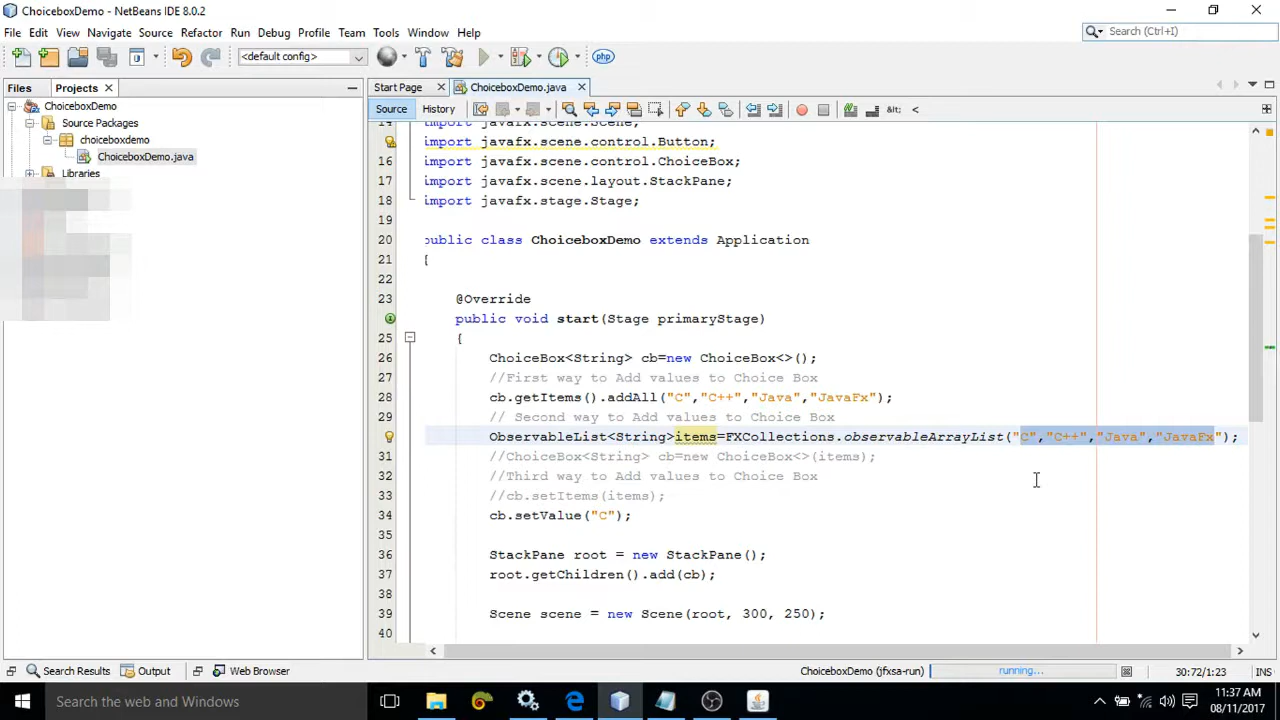 ChoiceboxDemo - NetBeans IDE 8.0.2
File Edit View Navigate Source Refactor Run Debug Profile Team Tools Window Help
Search (Ctrl+I)
<default config>
php
Files Projects
Start Page ChoiceboxDemo.java
ChoiceboxDemo
Source Packages
choiceboxdemo
ChoiceboxDemo.java
Libraries
Source History
&lt; <
14 import javafx.scene.Scene;
import javafx.scene.control.Button;
16 import javafx.scene.control.ChoiceBox;
17 import javafx.scene.layout.StackPane;
18 import javafx.stage.Stage;
19
20 public class ChoiceboxDemo extends Application
21 {
22
23 @Override
public void start(Stage primaryStage)
25 {
26 ChoiceBox<String> cb=new ChoiceBox<>();
27 //First way to Add values to Choice Box
28 cb.getItems().addAll("C","C++","Java","JavaFx");
29 // Second way to Add values to Choice Box
ObservableList<String>items=FXCollections.observableArrayList("C","C++","Java","JavaFx");
31 //ChoiceBox<String> cb=new ChoiceBox<>(items);
32 //Third way to Add values to Choice Box
33 //cb.setItems(items);
34 cb.setValue("C");
35
36 StackPane root = new StackPane();
37 root.getChildren().add(cb);
38
39 Scene scene = new Scene(root, 300, 250);
40
Search Results Output Web Browser
ChoiceboxDemo (jfxsa-run) running... 30:72/1:23 INS
Search the web and Windows
11:37 AM
08/11/2017